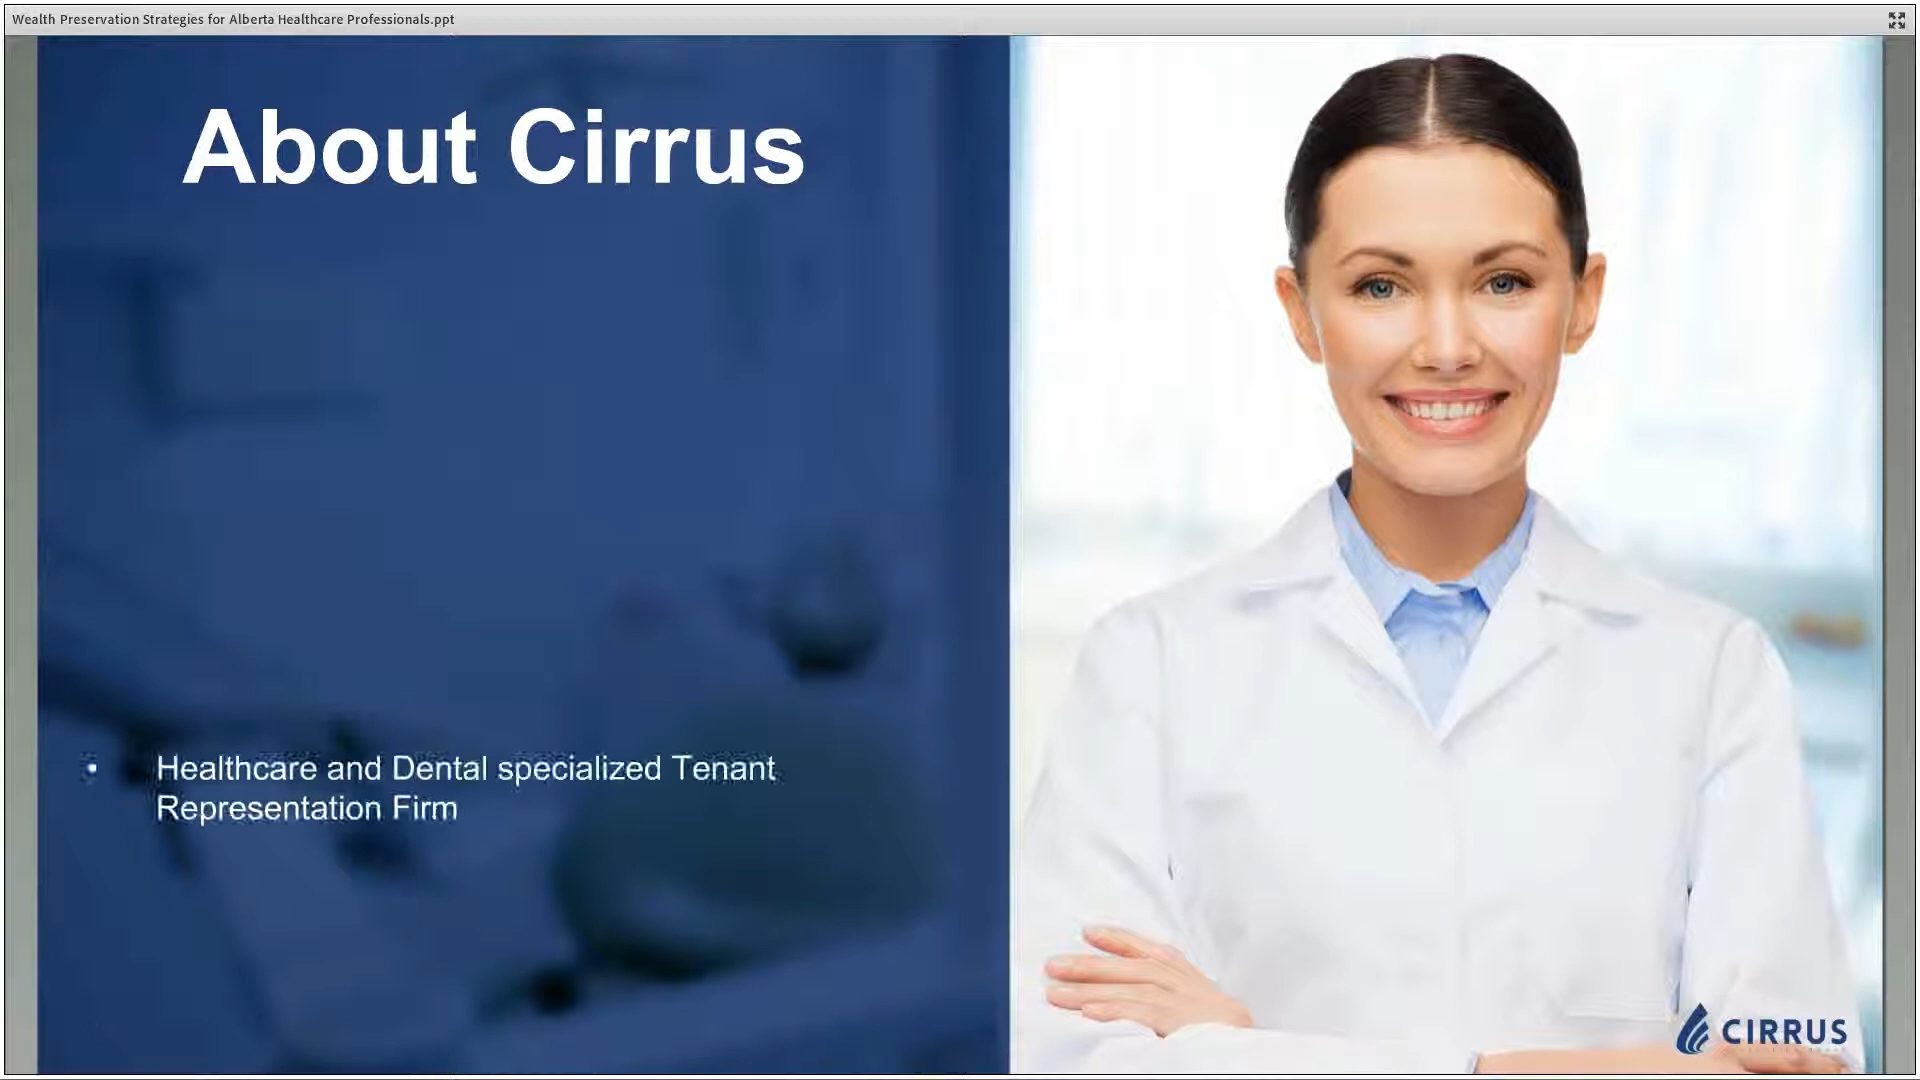 Wealth Preservation Strategies for Alberta Healthcare Professionals.ppt
About Cirrus
• Healthcare and Dental specialized Tenant
Representation Firm
CIRRUS